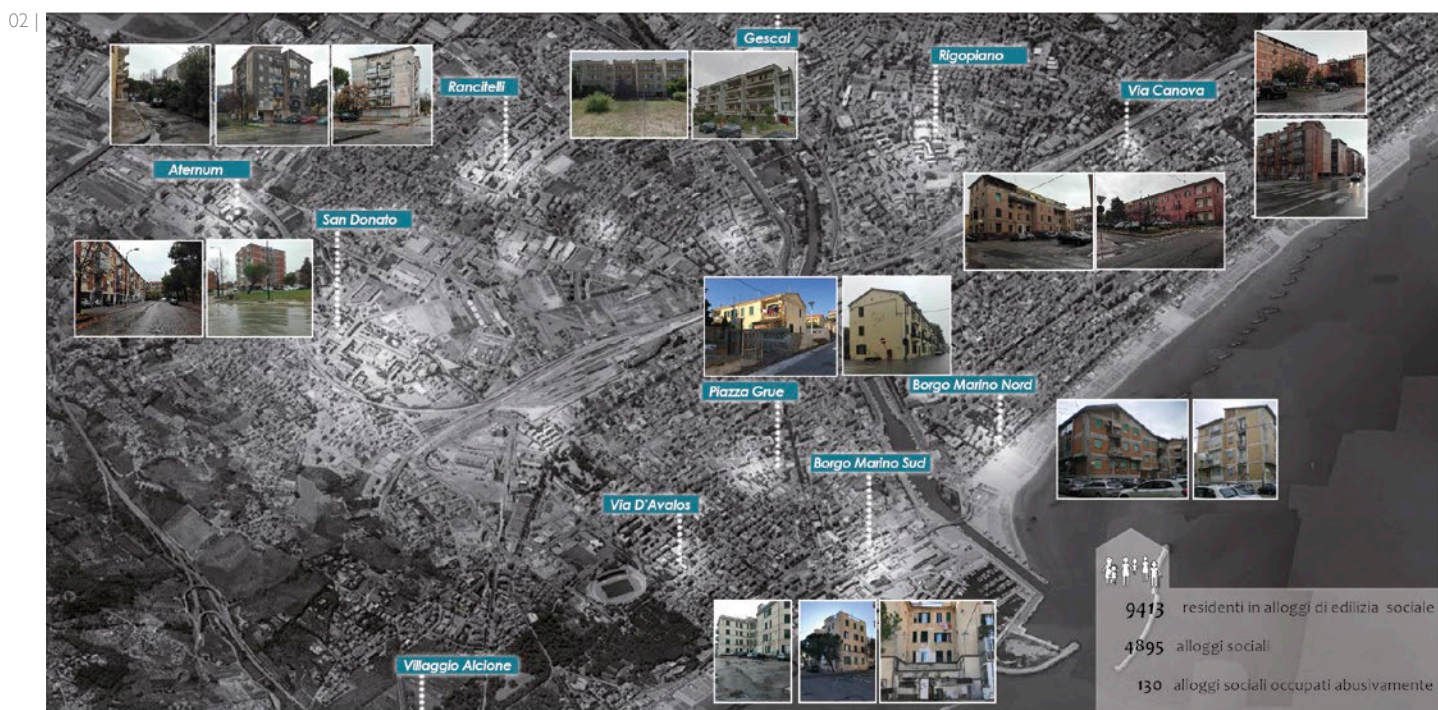 02 |
Gescal
Rigopiano
Rancitelli
Via Canova
Aternum
San Donato
Piazza Grue
Borgo Marino Nord
Borgo Marino Sud
Via D'Avalos
Villaggio Alcione
9413 residenti in alloggi di edilizia sociale
4895 alloggi sociali
130 alloggi sociali occupati abusivamente